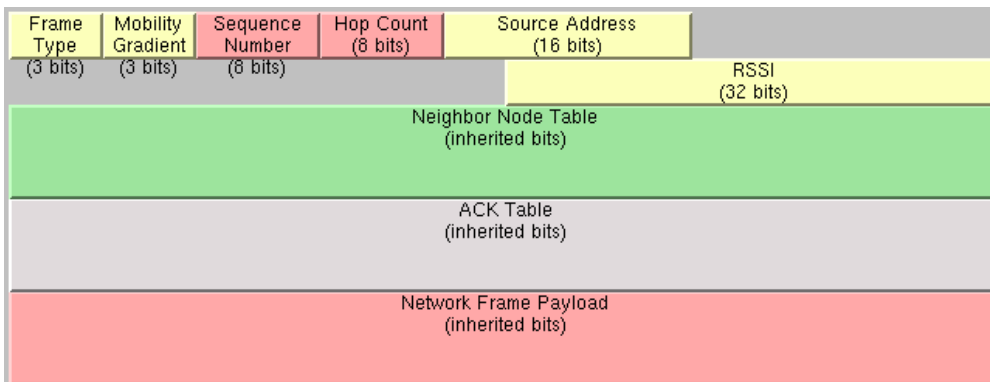 Frame
Type
(3 bits)
Mobility
Gradient
(3 bits)
Sequence
Number
(8 bits)
Hop Count
(8 bits)
Source Address
(16 bits)
RSSI
(32 bits)
Neighbor Node Table
(inherited bits)
ACK Table
(inherited bits)
Network Frame Payload
(inherited bits)